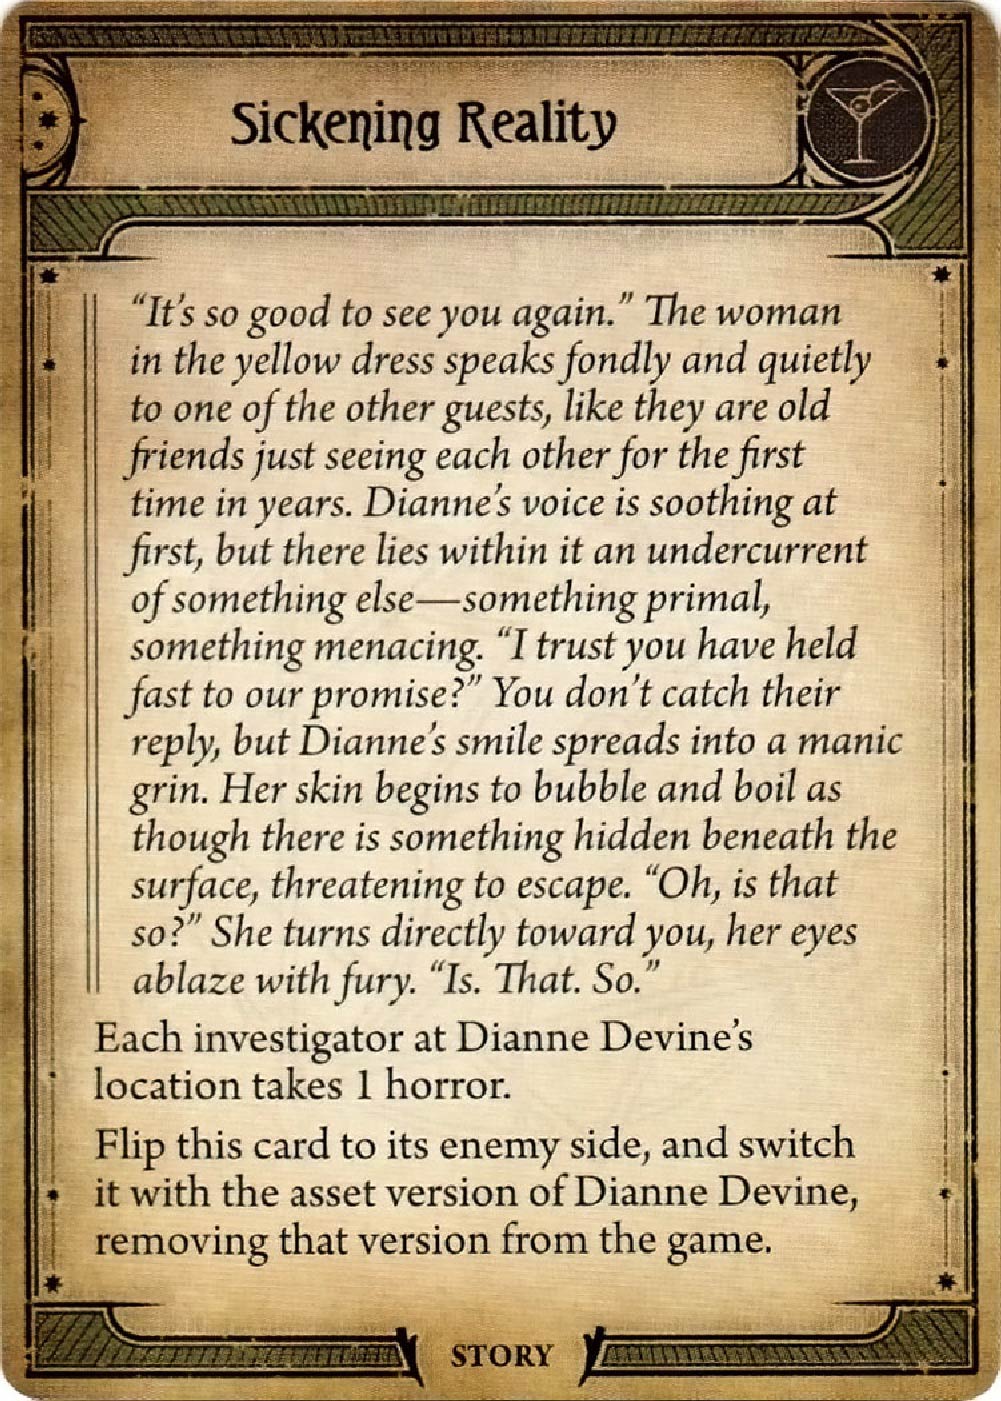 Sickening Reality
“It’s so good to see you again.” The woman
in the yellow dress speaks fondly and quietly
to one of the other guests, like they are old
friends just seeing each other for the first
time in years. Dianne’s voice is soothing at
first, but there lies within it an undercurrent
of something else—something primal,
something menacing. “I trust you have held
fast to our promise?” You don’t catch their
reply, but Dianne’s smile spreads into a manic
grin. Her skin begins to bubble and boil as
though there is something hidden beneath the
surface, threatening to escape. “Oh, is that
so?” She turns directly toward you, her eyes
ablaze with fury. “Is. That. So.”
Each investigator at Dianne Devine’s
location takes 1 horror.
Flip this card to its enemy side, and switch
it with the asset version of Dianne Devine,
removing that version from the game.
STORY